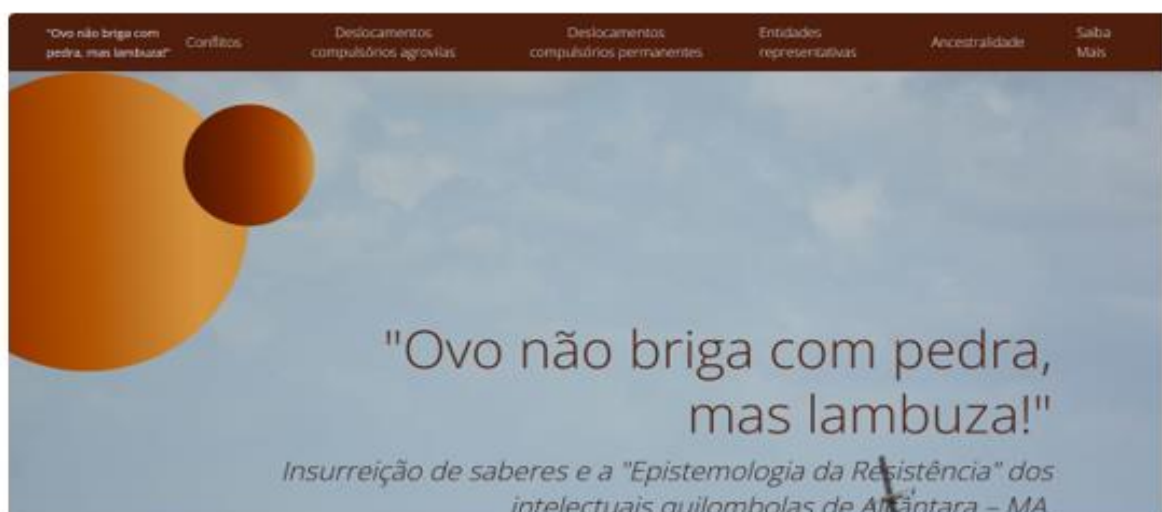 "Ovo não briga com
pedra, mas lambuza!"
Conflitos
Deslocamentos
compulsórios agrovilas
Deslocamentos
compulsórios permanentes
Entidades
representativas
Ancestralidade
Saiba
Mais
"Ovo não briga com pedra,
mas lambuza!"
Insurreição de saberes e a "Epistemologia da Resistência" dos
intelectuais quilombolas de Alcântara – MA